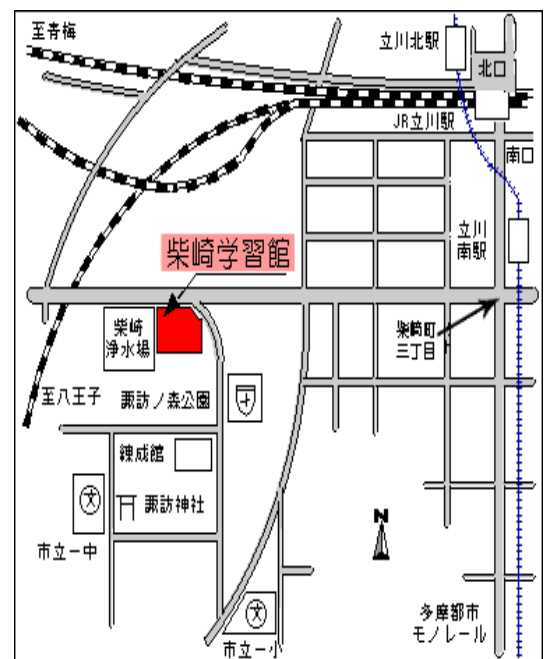 至青梅
立川北駅
北口
JR立川駅
南口
立川
南駅
柴崎学習館
柴崎
浄水場
柴崎町
三丁目
至八王子
諏訪ノ森公園
練成館
文
諏訪神社
市立一中
N
文
市立一小
多摩都市
モノレール